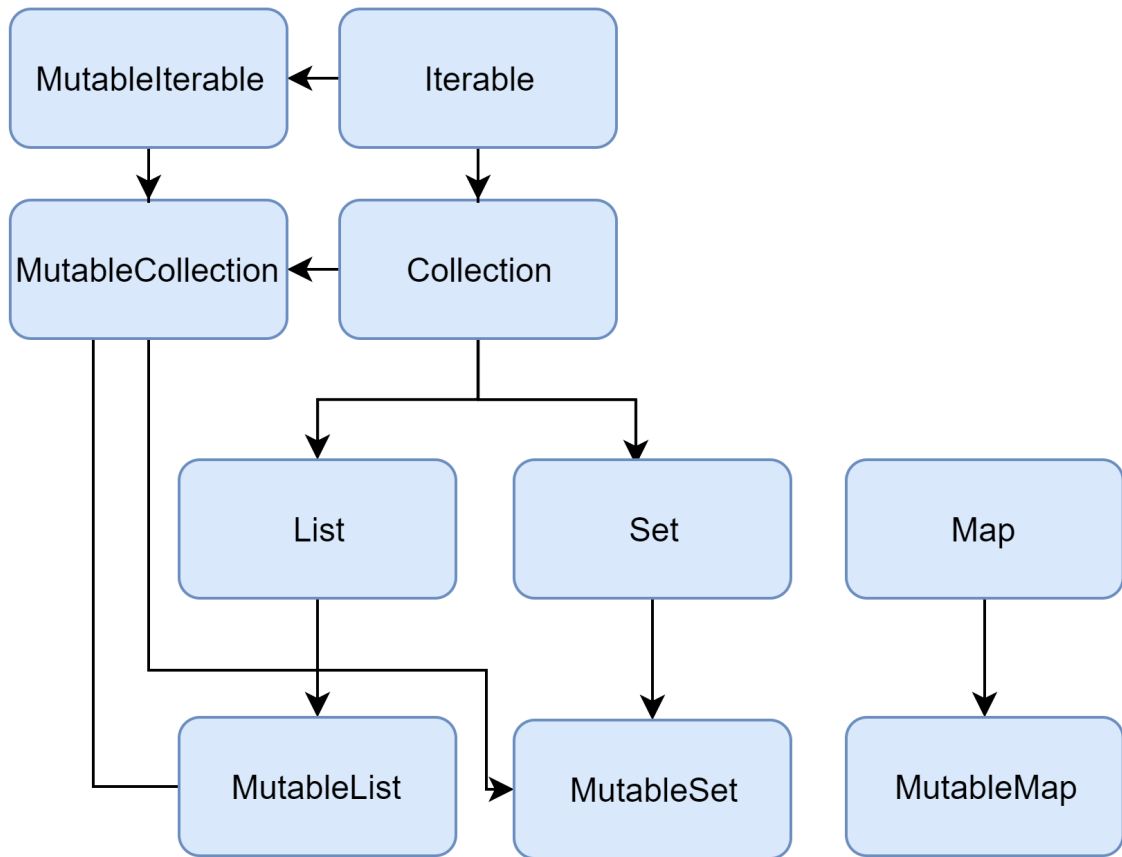 MutableIterable
Iterable
MutableCollection
Collection
List
Set
Map
MutableList
MutableSet
MutableMap